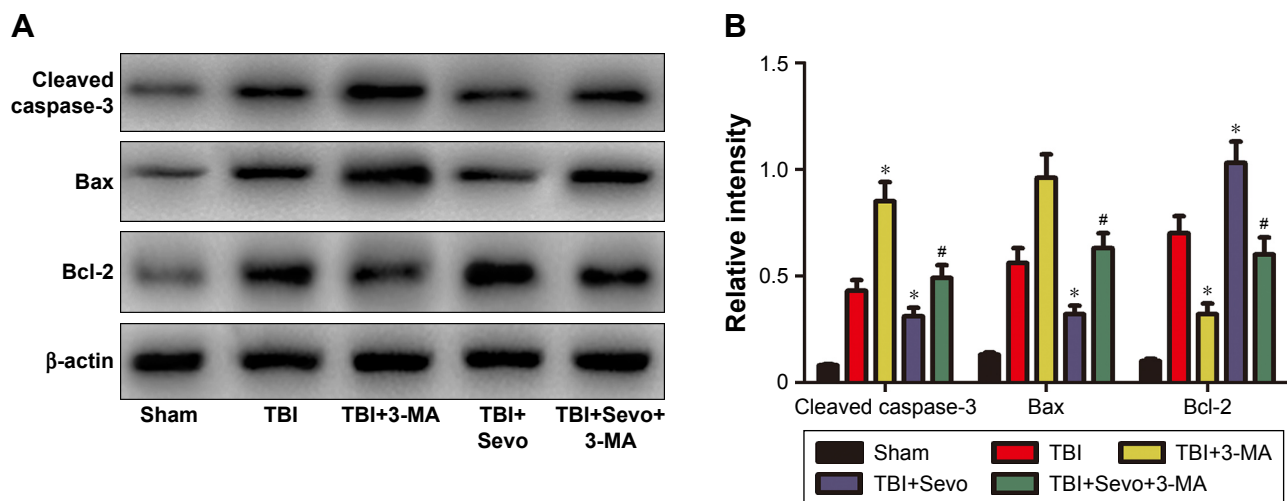 A
Cleaved
caspase-3
Bax
Bcl-2
β-actin
Sham
TBI
TBI+3-MA
TBI+
Sevo
TBI+Sevo+
3-MA
B
Relative intensity
1.5
1.0
0.5
0
*
*
#
*
#
*
*
#
Cleaved caspase-3
Bax
Bcl-2
Sham
TBI
TBI+3-MA
TBI+Sevo
TBI+Sevo+3-MA